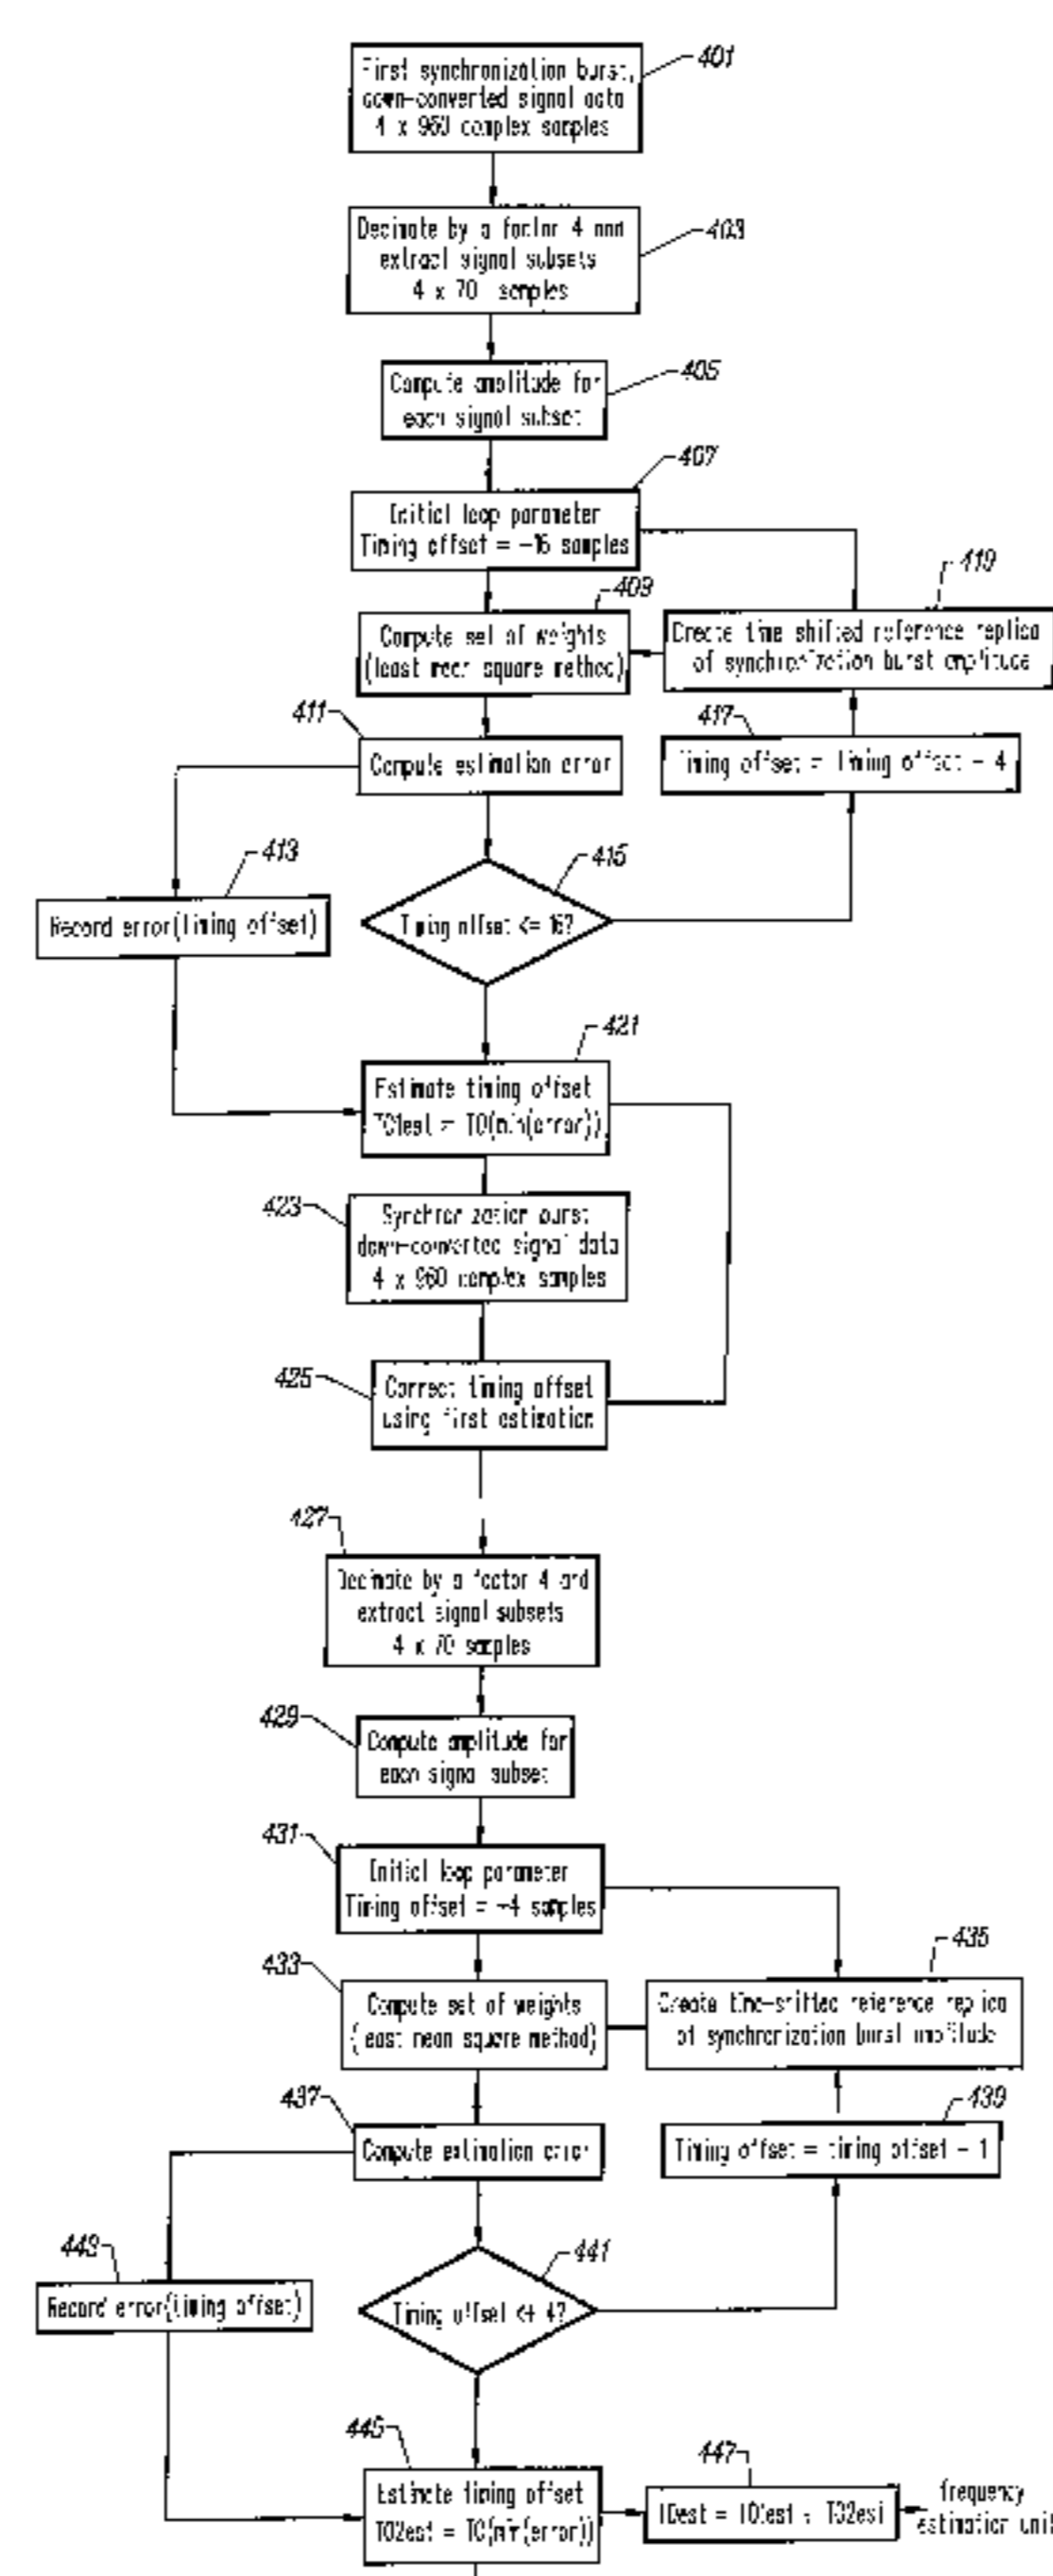 401
First synchronization burst,
down-converted signal data
4 x 960 complex samples
403
Decimate by a factor 4 and
extract signal subsets
4 x 70 samples
405
Compute amplitude for
each signal subset
407
Initial loop parameter
Timing offset = -16 samples
409
Compute set of weights
(least mean square method)
419
Create time shifted reference replica
of synchronization burst amplitude
411
Compute estimation error
417
Timing offset = timing offset - 4
413
Record error(timing offset)
415
Timing offset <= 16?
421
Estimate timing offset
TO1est = TO(min(error))
423
Synchronization burst
down-converted signal data
4 x 960 complex samples
425
Correct timing offset
using first estimation
427
Decimate by a factor 4 and
extract signal subsets
4 x 70 samples
429
Compute amplitude for
each signal subset
431
Initial loop parameter
Timing offset = -4 samples
433
Compute set of weights
(least mean square method)
435
Create time-shifted reference replica
of synchronization burst amplitude
437
Compute extimation error
439
Timing offset = timing offset - 1
443
Record error(timing offset)
441
Timing offset <= 4?
445
Estimate timing offset
TO2est = TO(min(error))
447
TOest = TO1est + TO2est
frequency
estimation unit